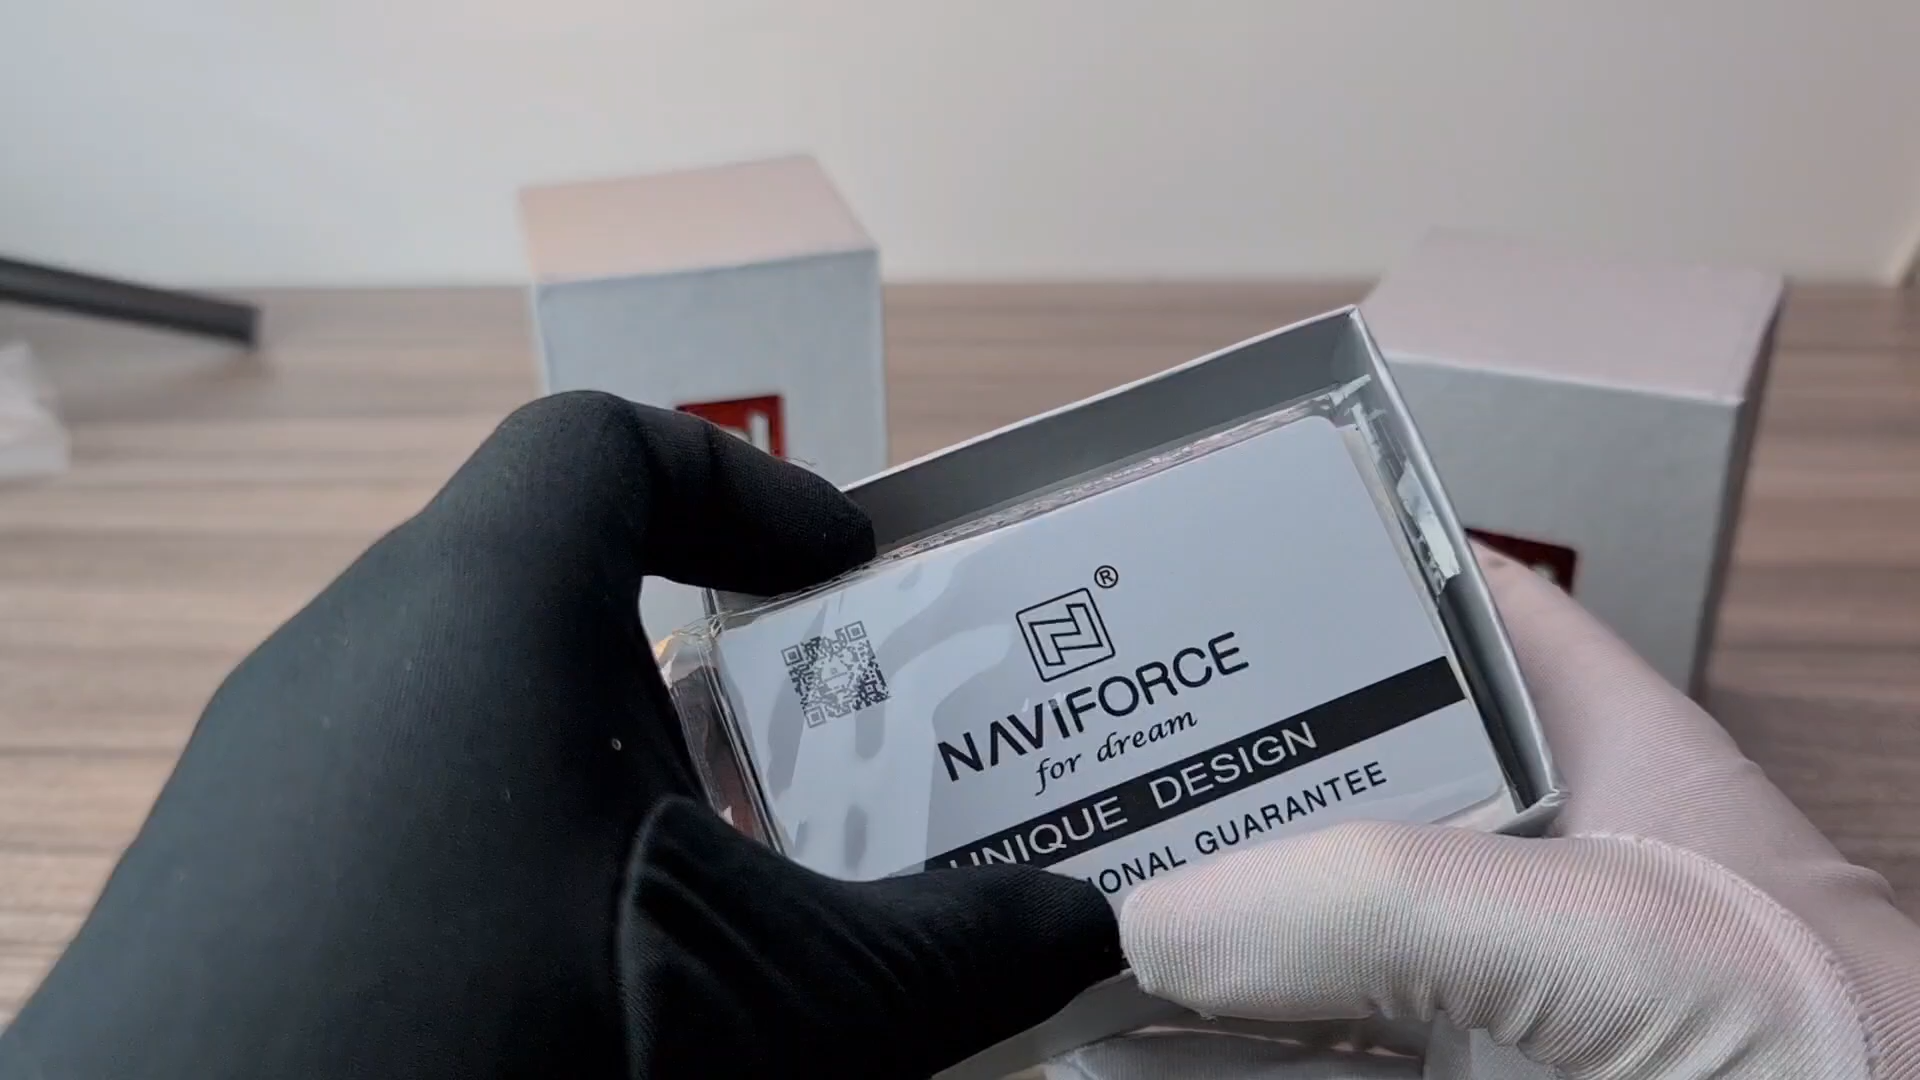 ®
NAVIFORCE
for dream
UNIQUE DESIGN
GUARANTEE